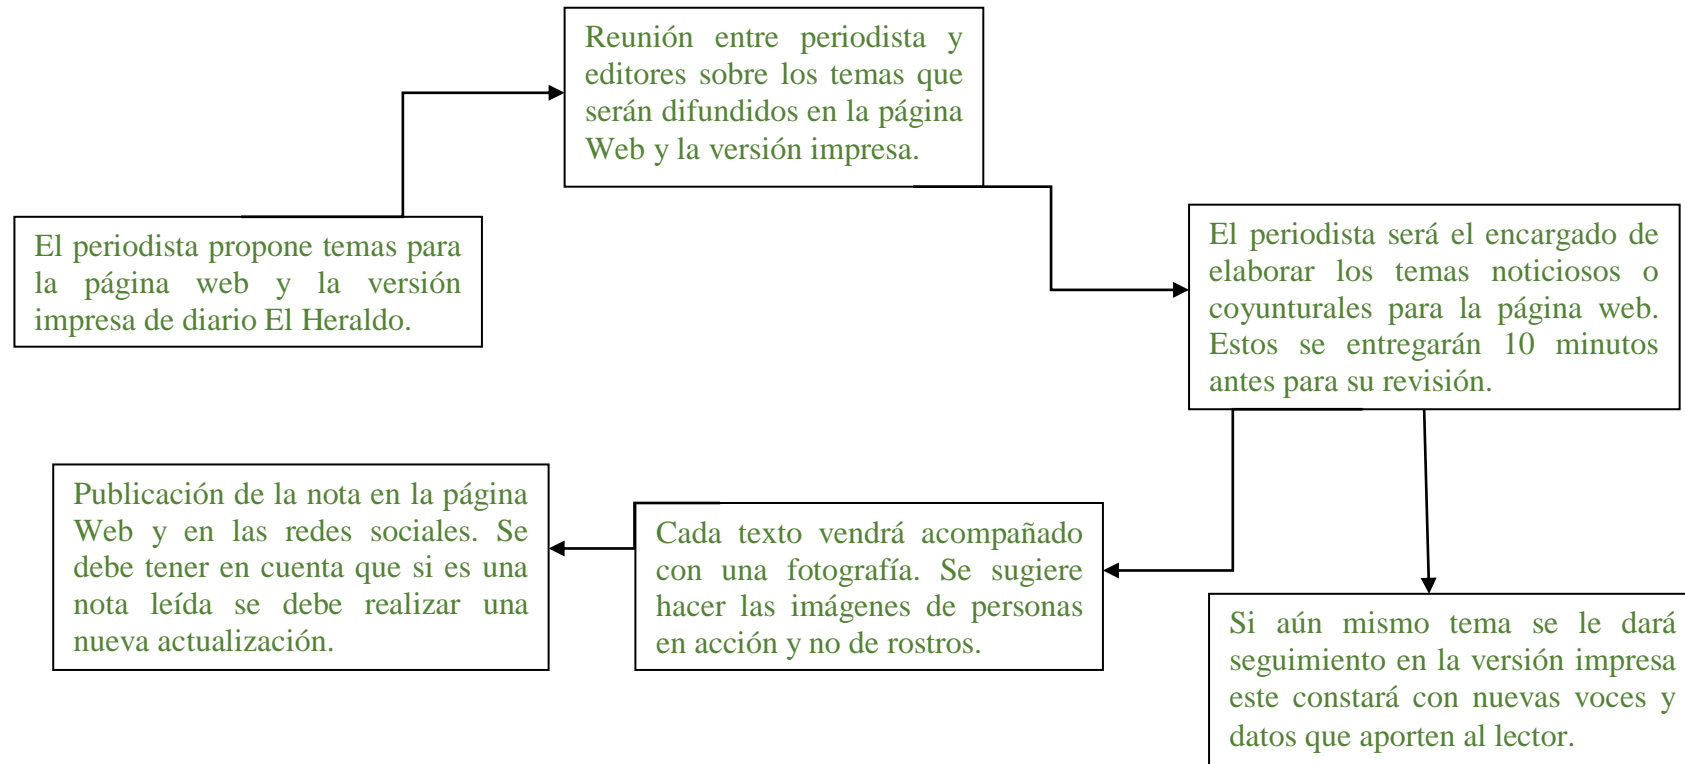 El periodista propone temas para
la página web y la versión
impresa de diario El Heraldo.
Reunión entre periodista y
editores sobre los temas que
serán difundidos en la página
Web y la versión impresa.
El periodista será el encargado de
elaborar los temas noticiosos o
coyunturales para la página web.
Estos se entregarán 10 minutos
antes para su revisión.
Cada texto vendrá acompañado
con una fotografía. Se sugiere
hacer las imágenes de personas
en acción y no de rostros.
Publicación de la nota en la página
Web y en las redes sociales. Se
debe tener en cuenta que si es una
nota leída se debe realizar una
nueva actualización.
Si aún mismo tema se le dará
seguimiento en la versión impresa
este constará con nuevas voces y
datos que aporten al lector.